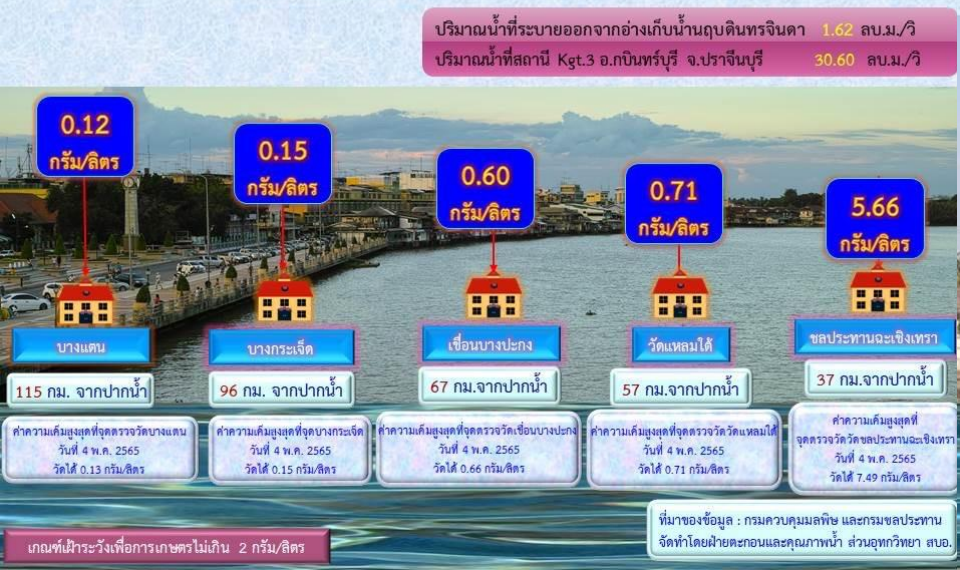 ปริมาณน้ำที่ระบายออกจากอ่างเก็บน้ำนฤบดินทรจินดา 1.62 ลบ.ม./วิ
ปริมาณน้ำที่สถานี Kgt.3 อ.กบินทร์บุรี จ.ปราจีนบุรี 30.60 ลบ.ม./วิ
0.12
กรัม/ลิตร
0.15
กรัม/ลิตร
0.60
กรัม/ลิตร
0.71
กรัม/ลิตร
5.66
กรัม/ลิตร
บางแตน
บางกระเจ็ด
เขื่อนบางปะกง
วัดแหลมใต้
ชลประทานฉะเชิงเทรา
115 กม. จากปากน้ำ
96 กม. จากปากน้ำ
67 กม.จากปากน้ำ
57 กม.จากปากน้ำ
37 กม.จากปากน้ำ
ค่าความเค็มสูงสุดที่จุดตรวจวัดบางแตน
วันที่ 4 พ.ค. 2565
วัดได้ 0.13 กรัม/ลิตร
ค่าความเค็มสูงสุดที่จุดบางกระเจ็ด
วันที่ 4 พ.ค. 2565
วัดได้ 0.15 กรัม/ลิตร
ค่าความเค็มสูงสุดที่จุดตรวจวัดเขื่อนบางปะกง
วันที่ 4 พ.ค. 2565
วัดได้ 0.66 กรัม/ลิตร
ค่าความเค็มสูงสุดที่จุดตรวจวัดวัดแหลมใต้
วันที่ 4 พ.ค. 2565
วัดได้ 0.71 กรัม/ลิตร
ค่าความเค็มสูงสุดที่
จุดตรวจวัดวัดชลประทานฉะเชิงเทรา
วันที่ 4 พ.ค. 2565
วัดได้ 7.49 กรัม/ลิตร
เกณฑ์เฝ้าระวังเพื่อการเกษตรไม่เกิน 2 กรัม/ลิตร
ที่มาของข้อมูล : กรมควบคุมมลพิษ และกรมชลประทาน
จัดทำโดยฝ่ายตะกอนและคุณภาพน้ำ ส่วนอุทกวิทยา สบอ.